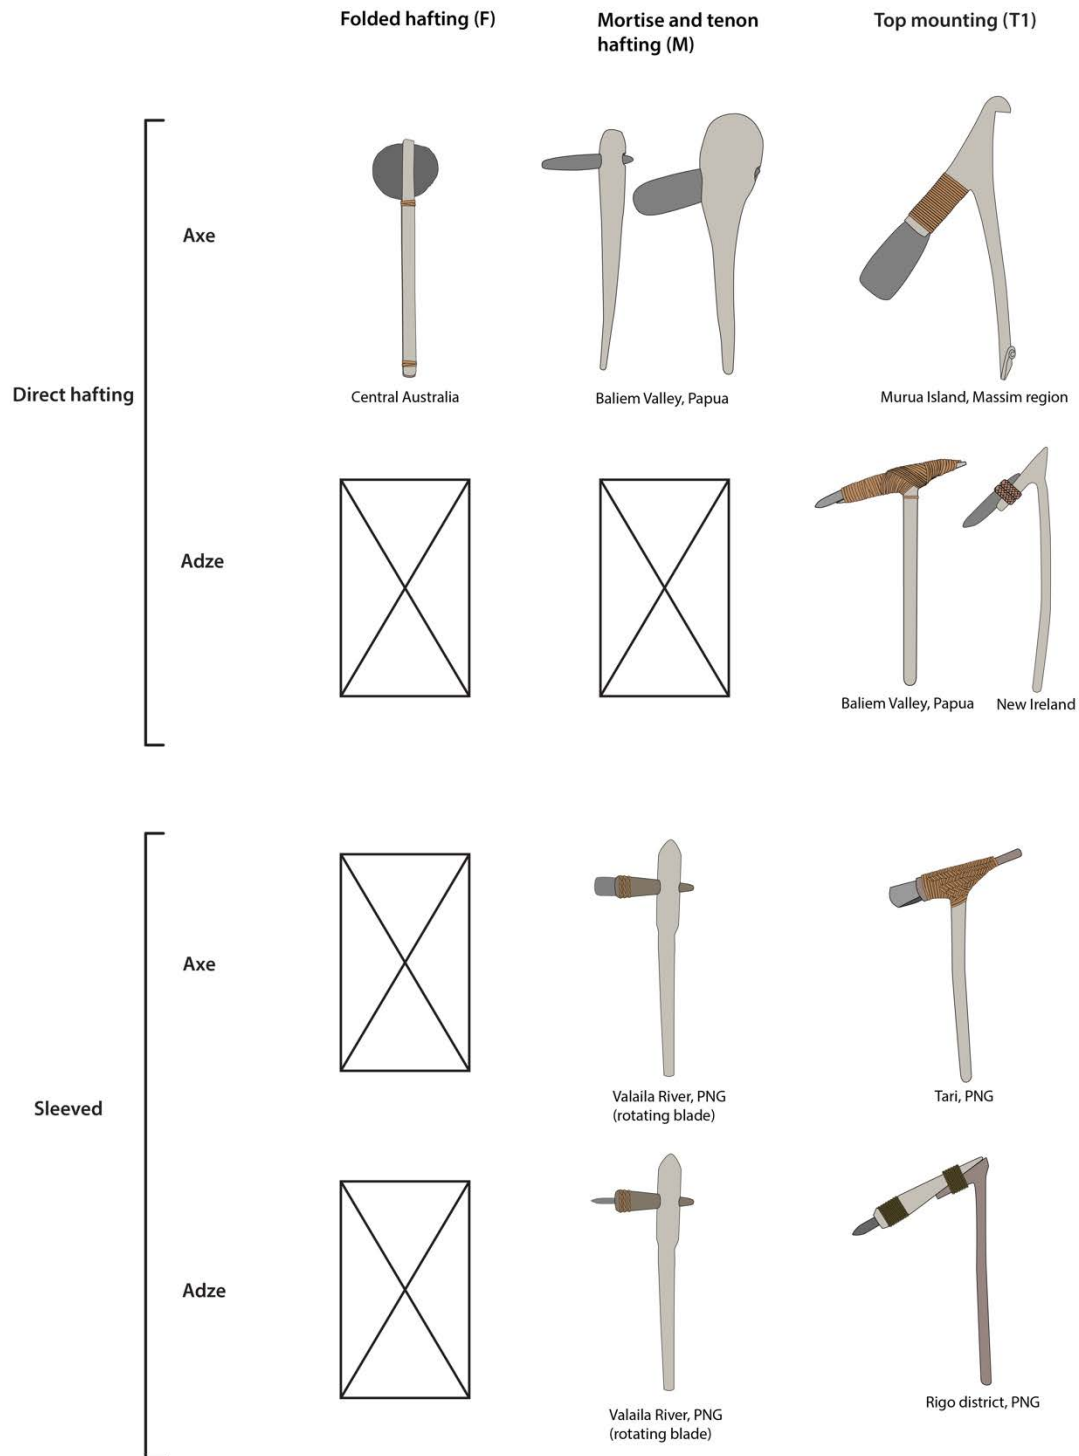 Folded hafting (F)
Mortise and tenon
hafting (M)
Top mounting (T1)
Direct hafting
Axe
Central Australia
Baliem Valley, Papua
Murua Island, Massim region
Adze
Baliem Valley, Papua
New Ireland
Sleeved
Axe
Valaila River, PNG
(rotating blade)
Tari, PNG
Adze
Valaila River, PNG
(rotating blade)
Rigo district, PNG